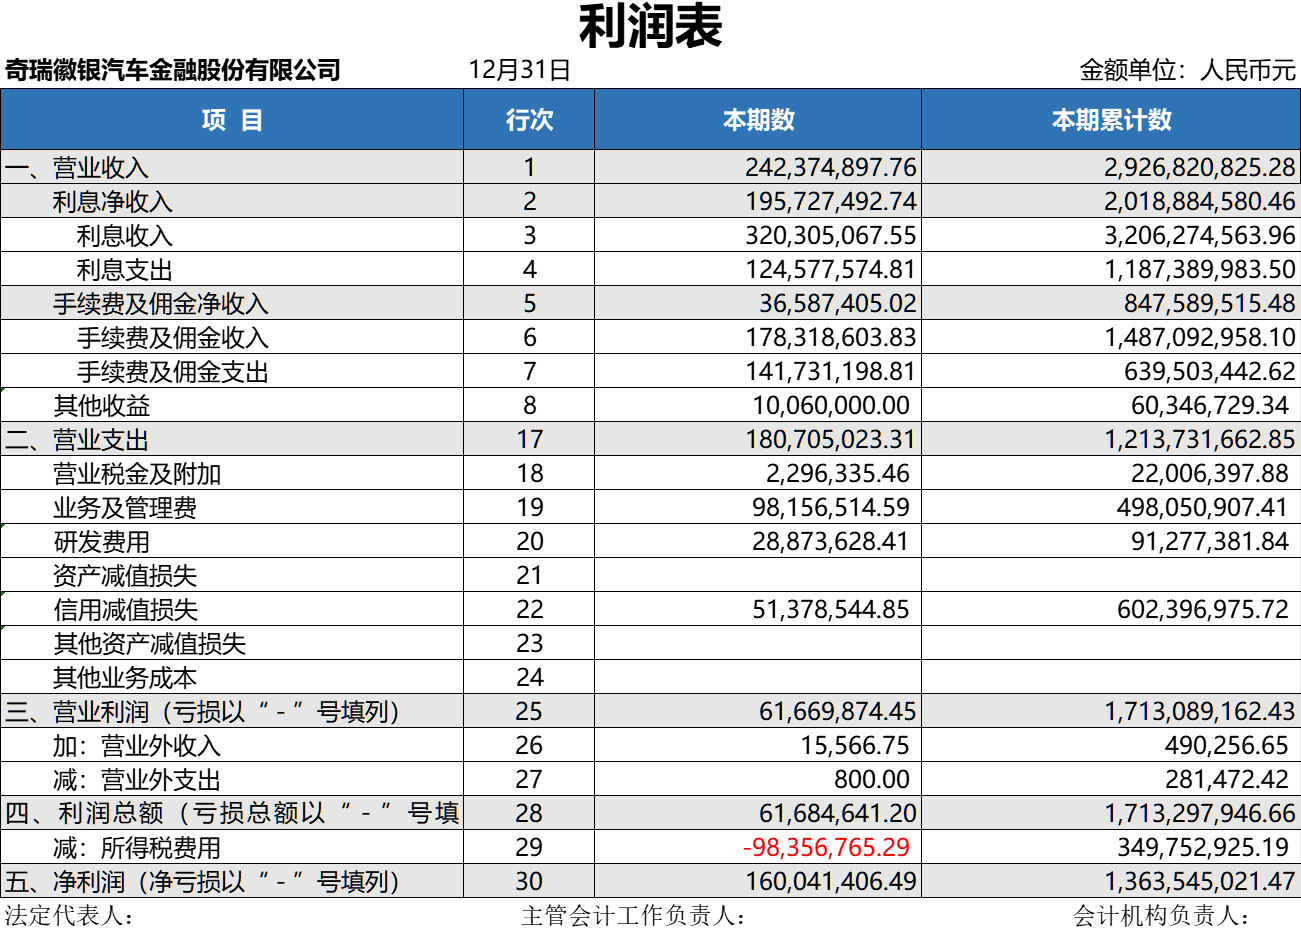 利润表
奇瑞徽银汽车金融股份有限公司 12月31日 金额单位：人民币元
项 目 行次 本期数 本期累计数
一、营业收入 1 242,374,897.76 2,926,820,825.28
利息净收入 2 195,727,492.74 2,018,884,580.46
利息收入 3 320,305,067.55 3,206,274,563.96
利息支出 4 124,577,574.81 1,187,389,983.50
手续费及佣金净收入 5 36,587,405.02 847,589,515.48
手续费及佣金收入 6 178,318,603.83 1,487,092,958.10
手续费及佣金支出 7 141,731,198.81 639,503,442.62
其他收益 8 10,060,000.00 60,346,729.34
二、营业支出 17 180,705,023.31 1,213,731,662.85
营业税金及附加 18 2,296,335.46 22,006,397.88
业务及管理费 19 98,156,514.59 498,050,907.41
研发费用 20 28,873,628.41 91,277,381.84
资产减值损失 21
信用减值损失 22 51,378,544.85 602,396,975.72
其他资产减值损失 23
其他业务成本 24
三、营业利润（亏损以“-”号填列） 25 61,669,874.45 1,713,089,162.43
加：营业外收入 26 15,566.75 490,256.65
减：营业外支出 27 800.00 281,472.42
四、利润总额（亏损总额以“-”号填 28 61,684,641.20 1,713,297,946.66
减：所得税费用 29 -98,356,765.29 349,752,925.19
五、净利润（净亏损以“-”号填列） 30 160,041,406.49 1,363,545,021.47
法定代表人： 主管会计工作负责人： 会计机构负责人：